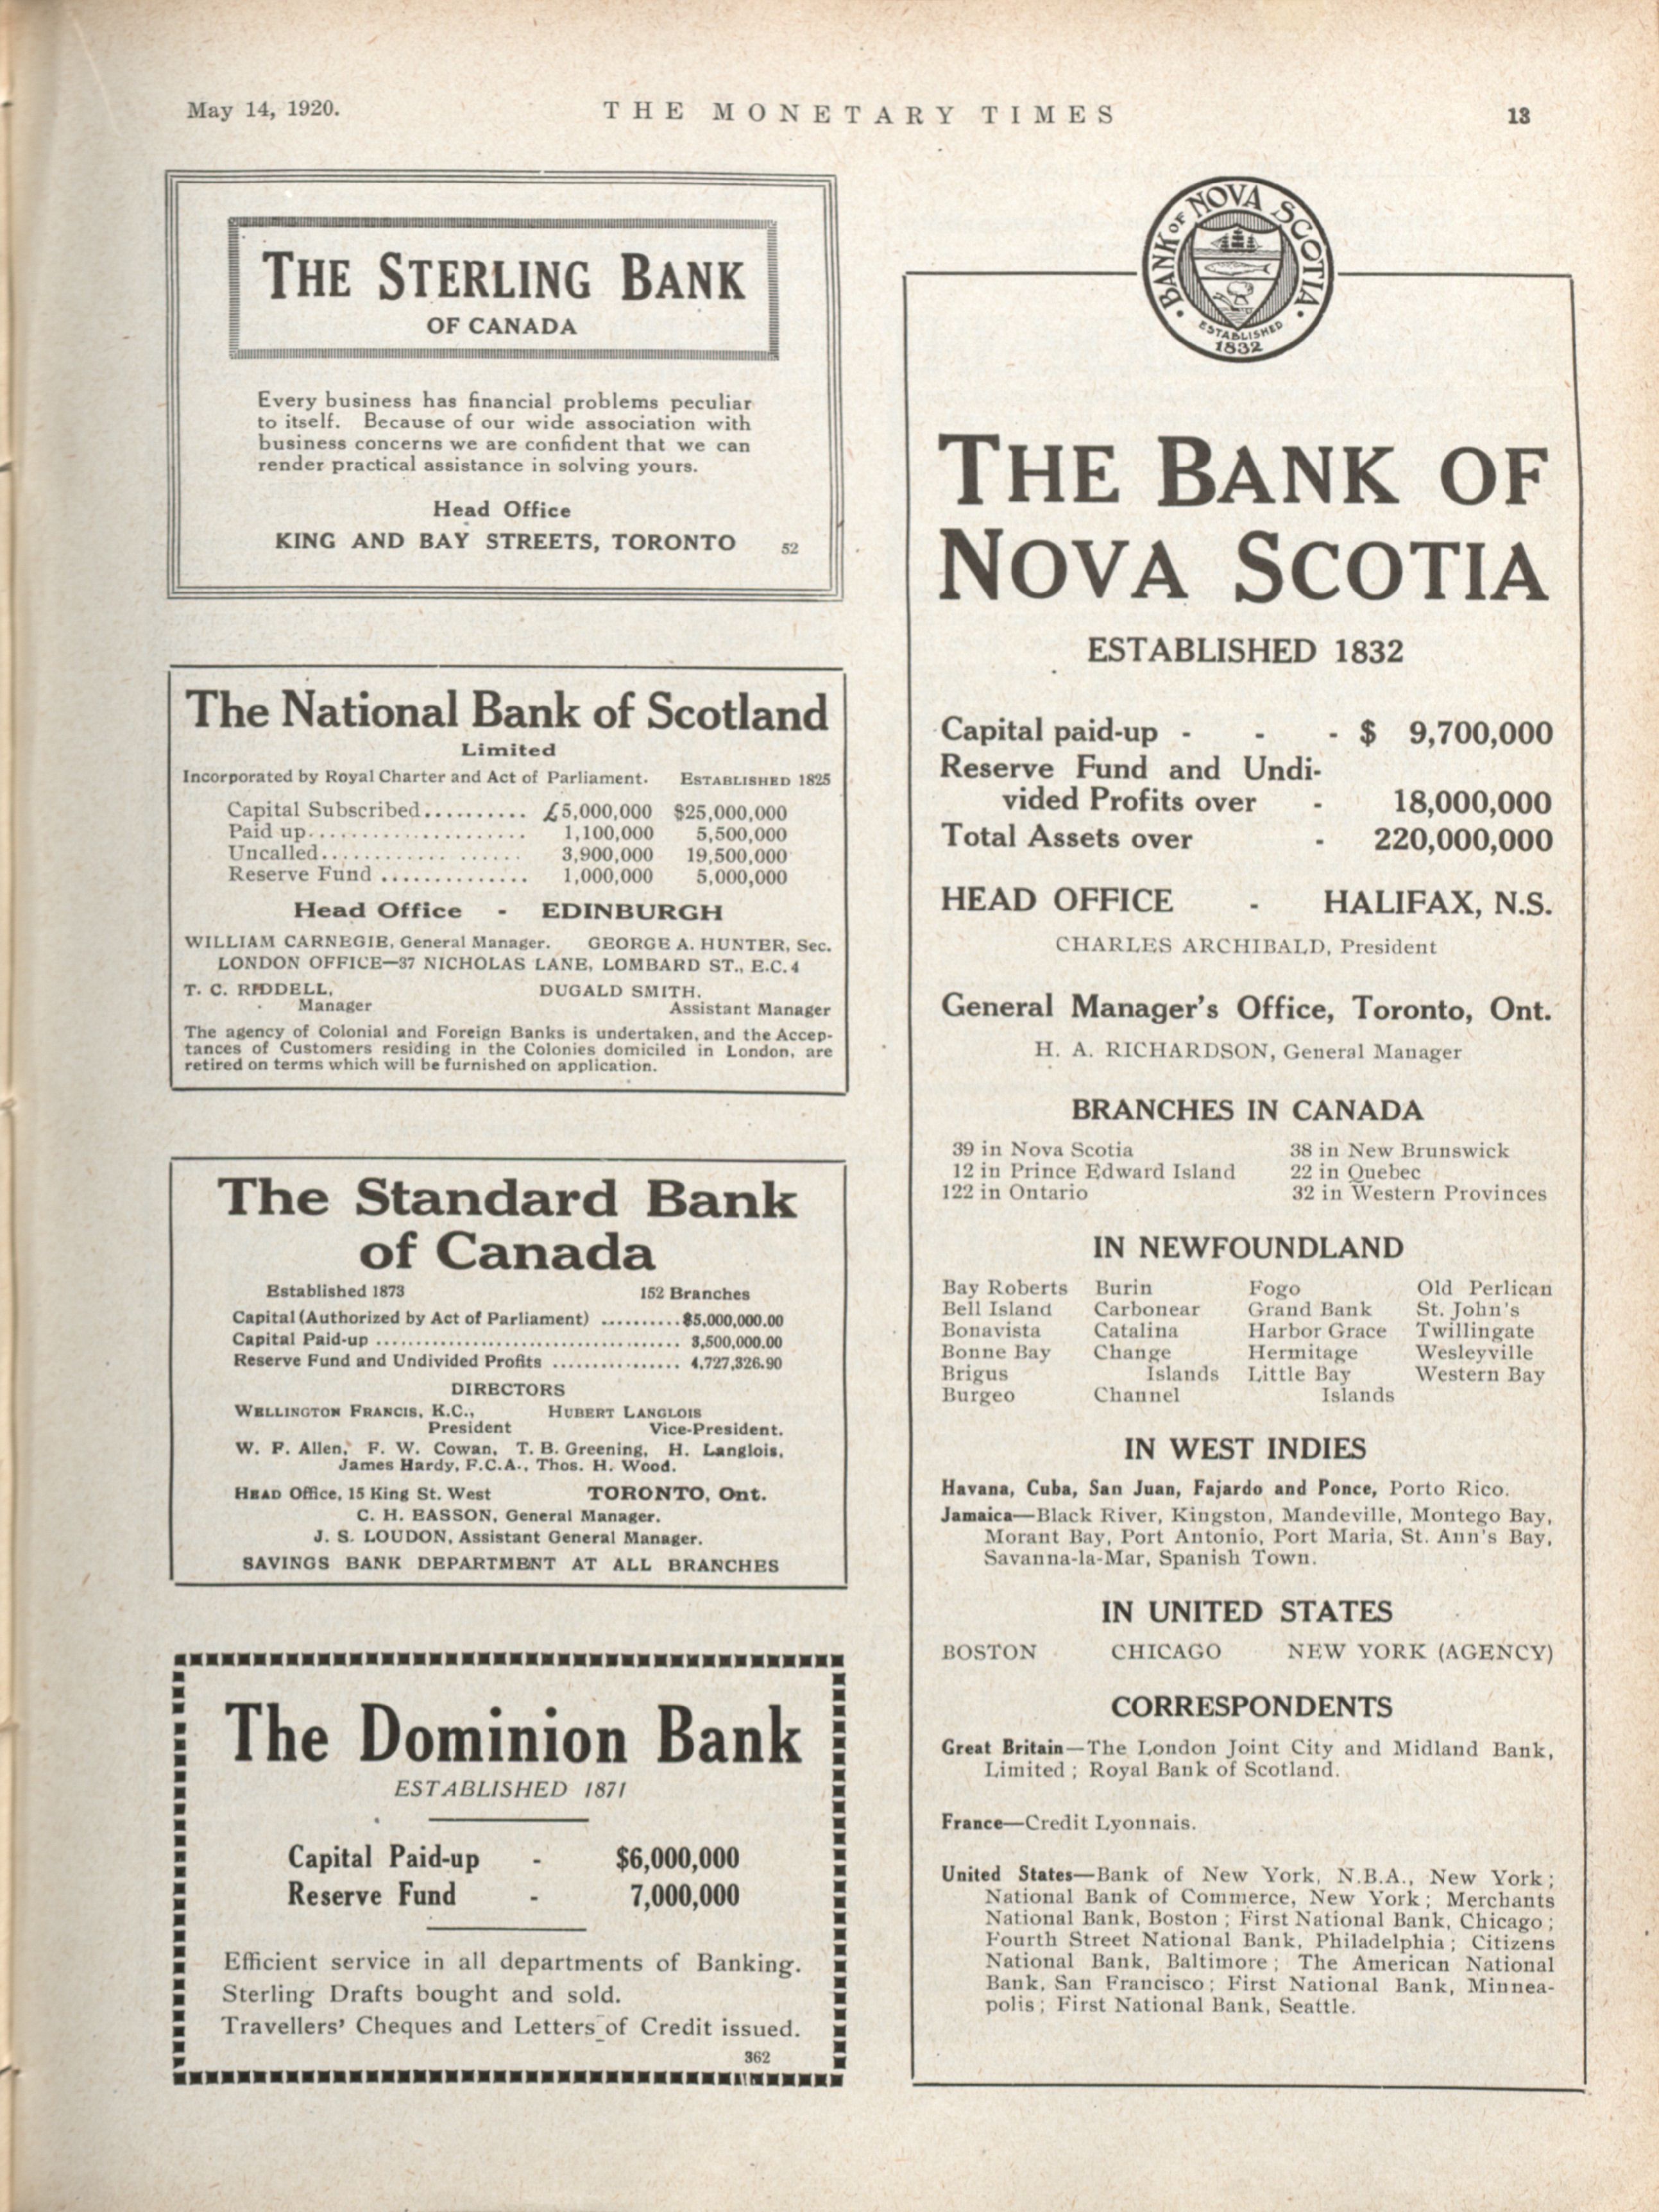 May 14, 1920.
THE MONETARY TIMES
13
THE STERLING BANK
OF CANADA
Every business has financial problems peculiar
to itself. Because of our wide association with
business concerns we are confident that we can
render practical assistance in solving yours.
Head Office
KING AND BAY STREETS, TORONTO 52
The National Bank of Scotland
Limited
Incorporated by Royal Charter and Act of Parliament. ESTABLISHED 1825
Capital Subscribed.......... £5,000,000 $25,000,000
Paid up..................... 1,100,000 5,500,000
Uncalled.................... 3,900,000 19,500,000
Reserve Fund .............. 1,000,000 5,000,000
Head Office - EDINBURGH
WILLIAM CARNEGIE, General Manager. GEORGE A. HUNTER, Sec.
LONDON OFFICE—37 NICHOLAS LANE, LOMBARD ST., E.C.4
T. C. RIDDELL, DUGALD SMITH.
Manager Assistant Manager
The agency of Colonial and Foreign Banks is undertaken, and the Accep-
tances of Customers residing in the Colonies domiciled in London, are
retired on terms which will be furnished on application.
The Standard Bank
of Canada
Established 1873 152 Branches
Capital (Authorized by Act of Parliament) ..........$5,000,000.00
Capital Paid-up ...................................... 3,500,000.00
Reserve Fund and Undivided Profits ................ 4,727,326.90
DIRECTORS
WELLINGTON FRANCIS, K.C., HUBERT LANGLOIS
President Vice-President.
W. F. Allen, F. W. Cowan, T. B. Greening, H. Langlois,
James Hardy, F.C.A., Thos. H. Wood.
HEAD Office, 15 King St. West TORONTO, Ont.
C. H. EASSON, General Manager.
J. S. LOUDON, Assistant General Manager.
SAVINGS BANK DEPARTMENT AT ALL BRANCHES
The Dominion Bank
ESTABLISHED 1871
Capital Paid-up - $6,000,000
Reserve Fund - 7,000,000
Efficient service in all departments of Banking.
Sterling Drafts bought and sold.
Travellers' Cheques and Letters of Credit issued.
362
BANK OF NOVA SCOTIA
ESTABLISHED
1832
THE BANK OF
NOVA SCOTIA
ESTABLISHED 1832
Capital paid-up - - - $ 9,700,000
Reserve Fund and Undi-
vided Profits over - 18,000,000
Total Assets over - 220,000,000
HEAD OFFICE - HALIFAX, N.S.
CHARLES ARCHIBALD, President
General Manager's Office, Toronto, Ont.
H. A. RICHARDSON, General Manager
BRANCHES IN CANADA
39 in Nova Scotia 38 in New Brunswick
12 in Prince Edward Island 22 in Quebec
122 in Ontario 32 in Western Provinces
IN NEWFOUNDLAND
Bay Roberts Burin Fogo Old Perlican
Bell Island Carbonear Grand Bank St. John's
Bonavista Catalina Harbor Grace Twillingate
Bonne Bay Change Hermitage Wesleyville
Brigus Islands Little Bay Western Bay
Burgeo Channel Islands
IN WEST INDIES
Havana, Cuba, San Juan, Fajardo and Ponce, Porto Rico.
Jamaica—Black River, Kingston, Mandeville, Montego Bay,
Morant Bay, Port Antonio, Port Maria, St. Ann's Bay,
Savanna-la-Mar, Spanish Town.
IN UNITED STATES
BOSTON CHICAGO NEW YORK (AGENCY)
CORRESPONDENTS
Great Britain—The London Joint City and Midland Bank,
Limited ; Royal Bank of Scotland.
France—Credit Lyonnais.
United States—Bank of New York, N.B.A., New York ;
National Bank of Commerce, New York ; Merchants
National Bank, Boston ; First National Bank, Chicago ;
Fourth Street National Bank, Philadelphia ; Citizens
National Bank, Baltimore ; The American National
Bank, San Francisco ; First National Bank, Minnea-
polis ; First National Bank, Seattle.